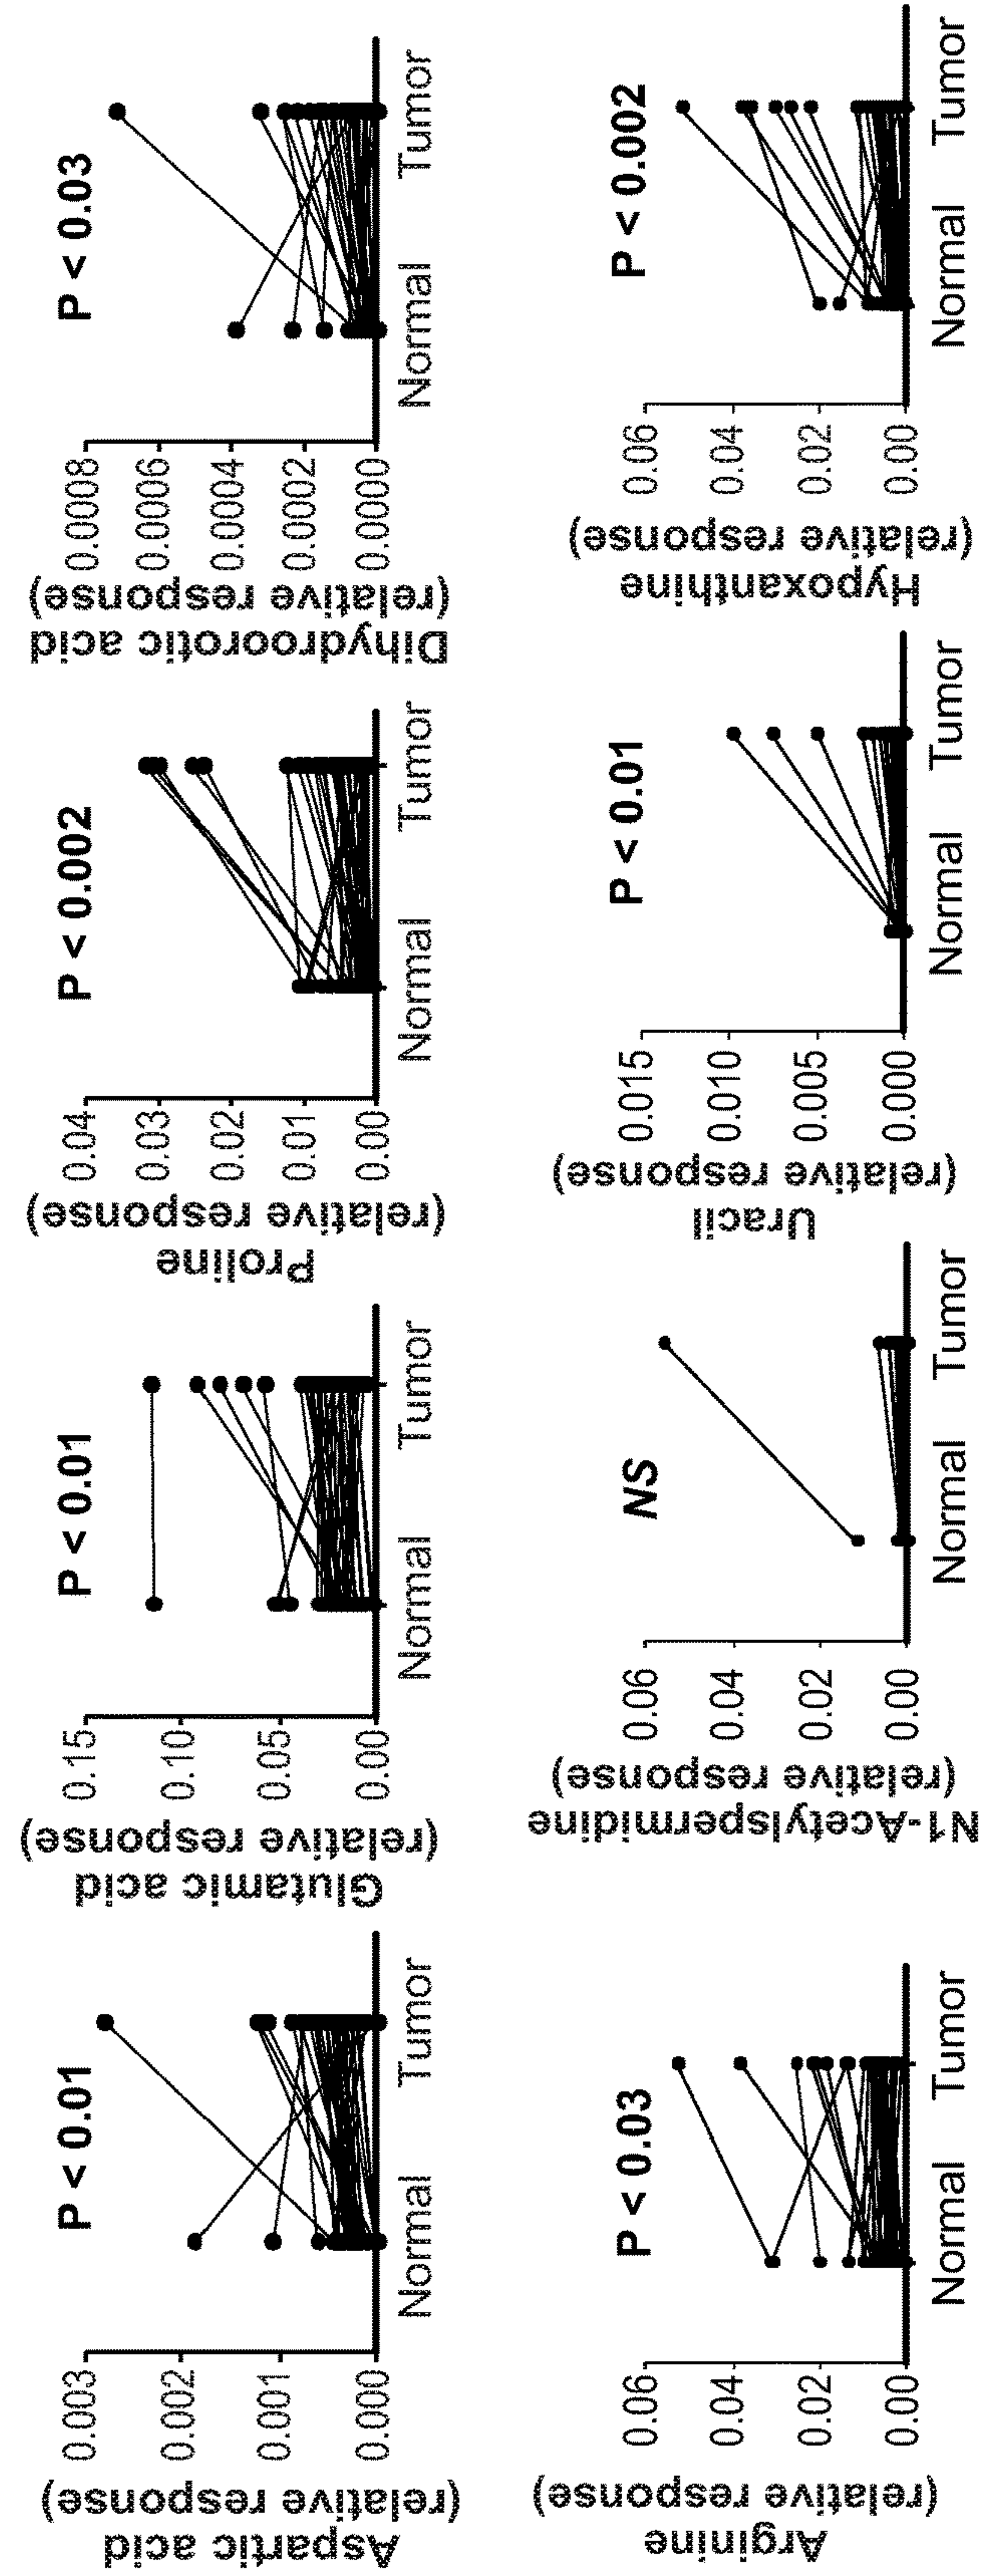 Aspartic acid
(relative response)
0.003
0.002
0.001
0.000
P < 0.01
Normal
Tumor
Glutamic acid
(relative response)
0.15
0.10
0.05
0.00
P < 0.01
Normal
Tumor
Proline
(relative response)
0.04
0.03
0.02
0.01
0.00
P < 0.002
Normal
Tumor
Dihydroorotic acid
(relative response)
0.0008
0.0006
0.0004
0.0002
0.0000
P < 0.03
Normal
Tumor
Arginine
(relative response)
0.06
0.04
0.02
0.00
P < 0.03
Normal
Tumor
N1-Acetylspermidine
(relative response)
0.06
0.04
0.02
0.00
NS
Normal
Tumor
Uracil
(relative response)
0.015
0.010
0.005
0.000
P < 0.01
Normal
Tumor
Hypoxanthine
(relative response)
0.06
0.04
0.02
0.00
P < 0.002
Normal
Tumor